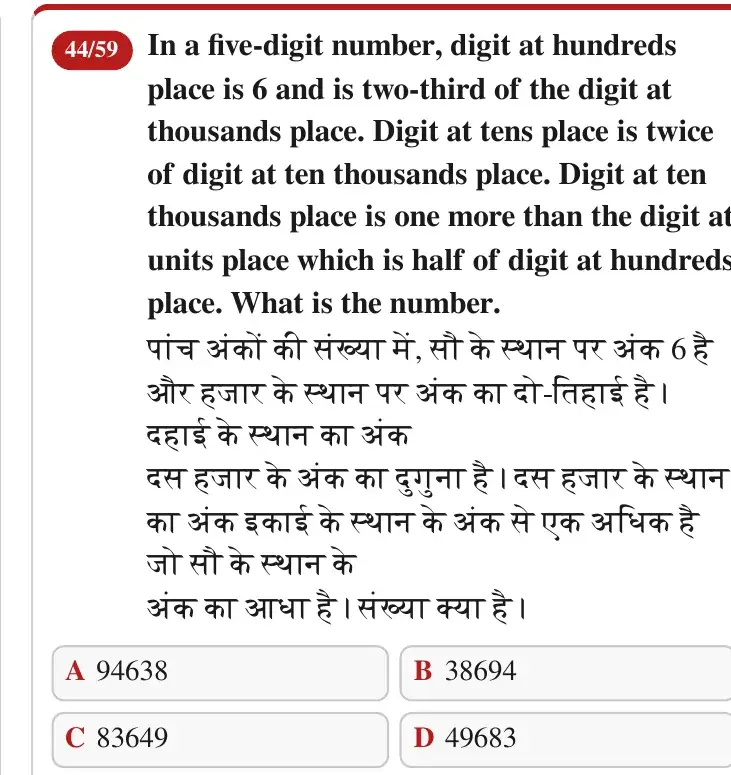 44/59 In a five-digit number, digit at hundreds
place is 6 and is two-third of the digit at
thousands place. Digit at tens place is twice
of digit at ten thousands place. Digit at ten
thousands place is one more than the digit at
units place which is half of digit at hundreds
place. What is the number.
पांच अंकों की संख्या में, सौ के स्थान पर अंक 6 है
और हजार के स्थान पर अंक का दो-तिहाई है।
दहाई के स्थान का अंक
दस हजार के अंक का दुगुना है। दस हजार के स्थान
का अंक इकाई के स्थान के अंक से एक अधिक है
जो सौ के स्थान के
अंक का आधा है। संख्या क्या है।
A 94638 B 38694
C 83649 D 49683